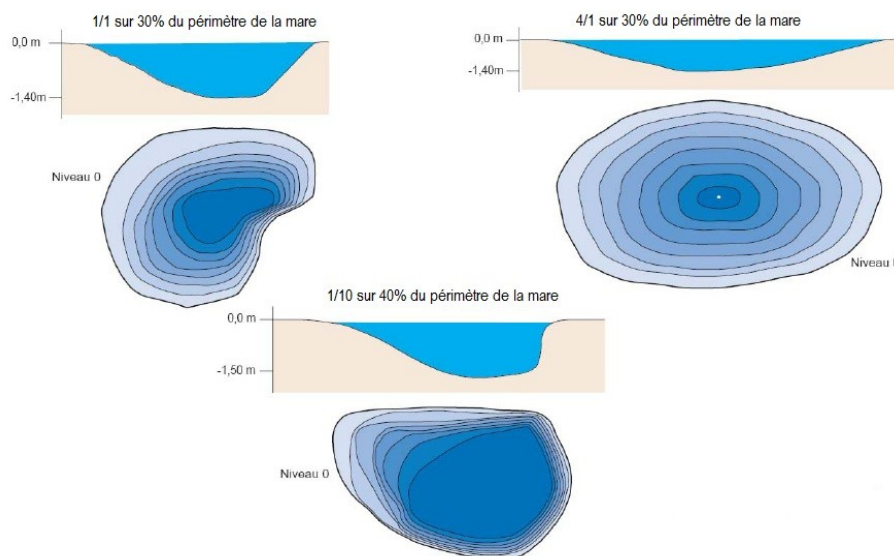 1/1 sur 30% du périmètre de la mare
0,0 m
-1,40m
Niveau 0
4/1 sur 30% du périmètre de la mare
0,0 m
-1,40m
Niveau
1/10 sur 40% du périmètre de la mare
0,0 m
-1,50 m
Niveau 0